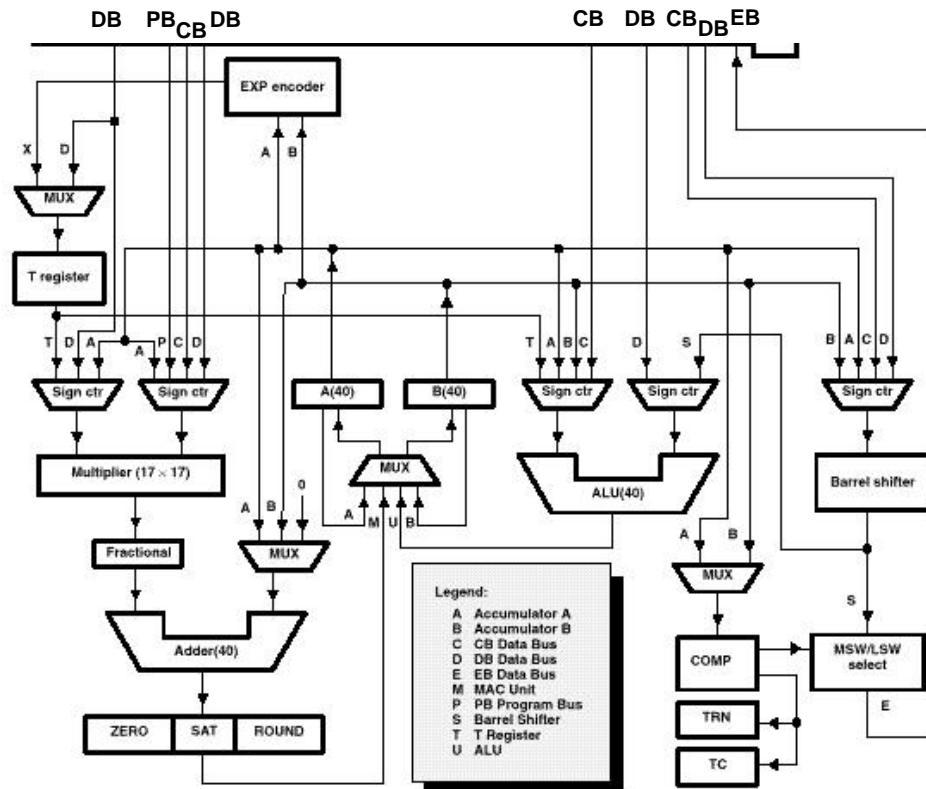 DB PB CB DB CB DB CB DB EB
EXP encoder
X D A B
MUX
T register
T D A A P C D T A B C D S B A C D
Sign ctr Sign ctr A(40) B(40) Sign ctr Sign ctr Sign ctr
Multiplier (17 × 17) MUX ALU(40) Barrel shifter
A B 0 A M U B
Fractional MUX
A B
MUX
S
Adder(40)
COMP MSW/LSW
select
E
ZERO SAT ROUND
TRN
TC
Legend:
A Accumulator A
B Accumulator B
C CB Data Bus
D DB Data Bus
E EB Data Bus
M MAC Unit
P PB Program Bus
S Barrel Shifter
T T Register
U ALU